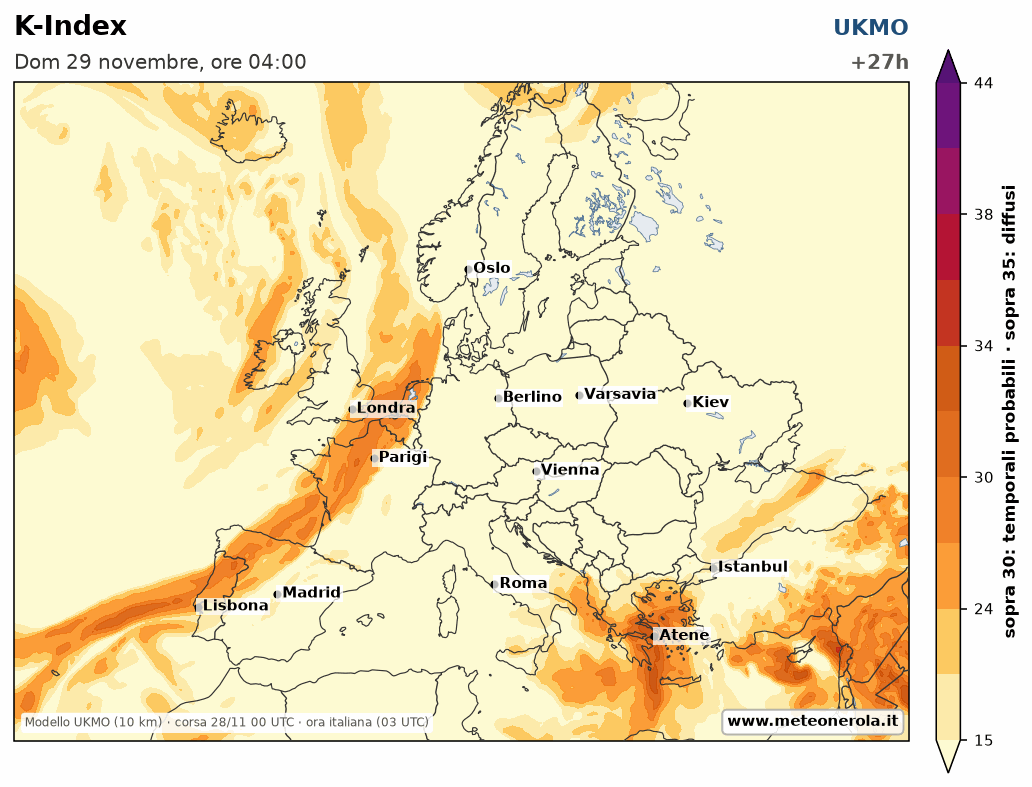 K-Index
UKMO
Dom 29 novembre, ore 04:00
+27h
44
38
34
30
24
15
sopra 30: temporali probabili · sopra 35: diffusi
Oslo
Berlino
Varsavia
Kiev
Londra
Parigi
Vienna
Istanbul
Roma
Madrid
Lisbona
Atene
Modello UKMO (10 km) · corsa 28/11 00 UTC · ora italiana (03 UTC)
www.meteonerola.it